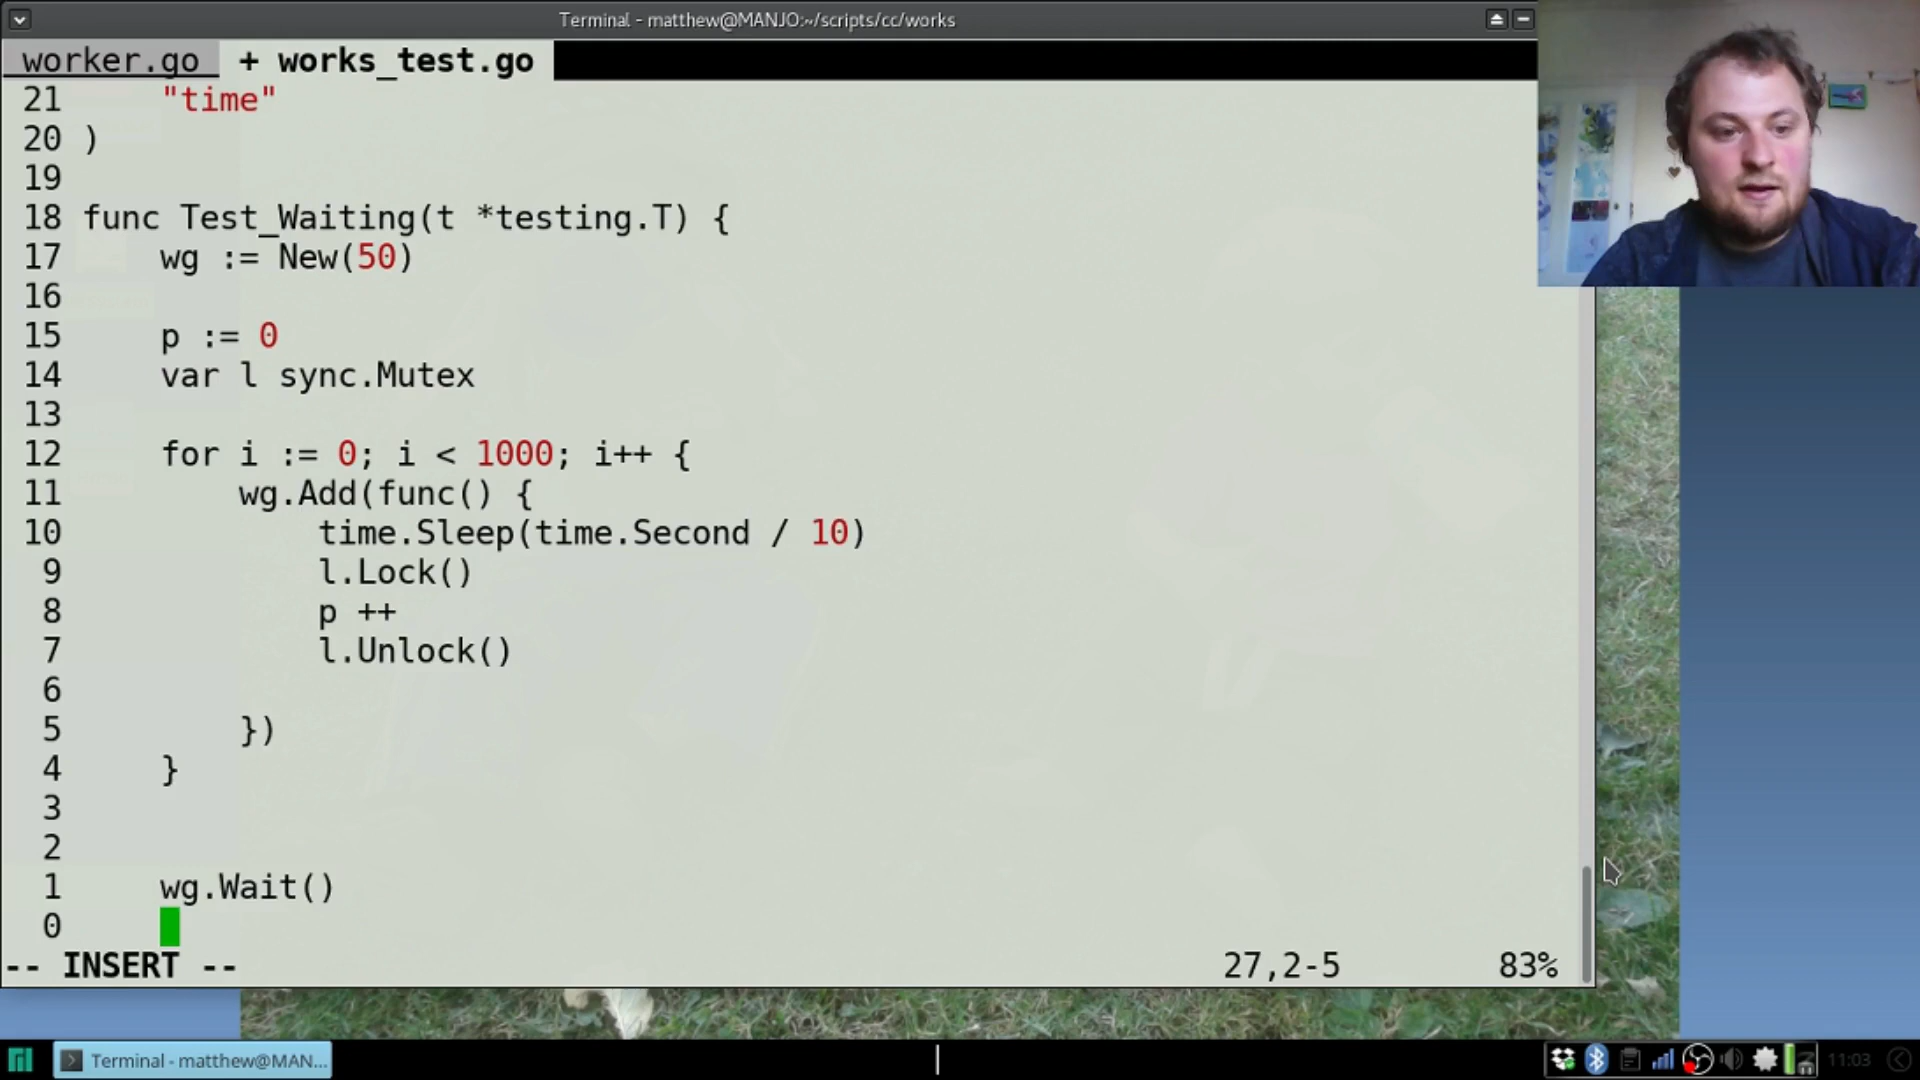 Terminal - matthew@MANJO:~/scripts/cc/works
worker.go + works_test.go
21 "time"
20 )
19
18 func Test_Waiting(t *testing.T) {
17 wg := New(50)
16
15 p := 0
14 var l sync.Mutex
13
12 for i := 0; i < 1000; i++ {
11 wg.Add(func() {
10 time.Sleep(time.Second / 10)
9 l.Lock()
8 p ++
7 l.Unlock()
6
5 })
4 }
3
2
1 wg.Wait()
0
-- INSERT -- 27,2-5 83%
Terminal - matthew@MAN... 11:03